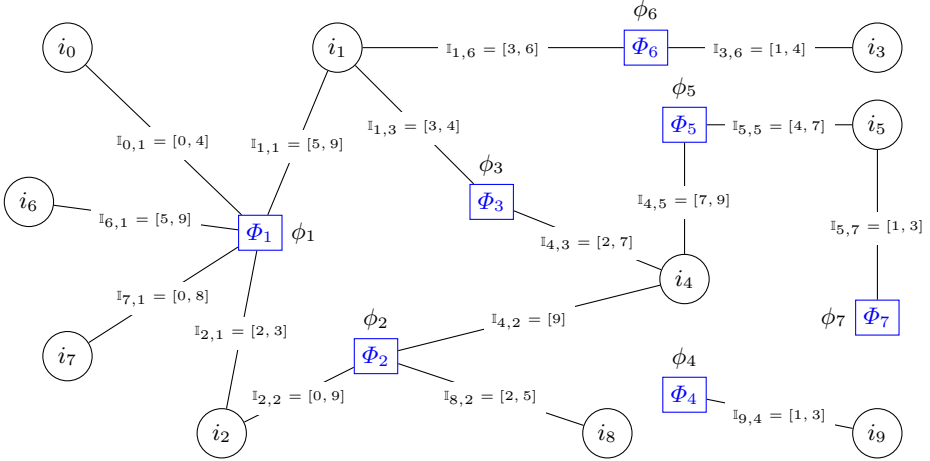 ϕ₆
i₀
i₁
𝕀₁,₆ = [3, 6]
Φ₆
𝕀₃,₆ = [1, 4]
i₃
ϕ₅
𝕀₁,₃ = [3, 4]
Φ₅
𝕀₅,₅ = [4, 7]
i₅
𝕀₀,₁ = [0, 4]
𝕀₁,₁ = [5, 9]
ϕ₃
i₆
𝕀₆,₁ = [5, 9]
Φ₃
𝕀₄,₅ = [7, 9]
Φ₁
ϕ₁
𝕀₄,₃ = [2, 7]
𝕀₅,₇ = [1, 3]
i₄
𝕀₇,₁ = [0, 8]
𝕀₂,₁ = [2, 3]
ϕ₂
𝕀₄,₂ = [9]
ϕ₇
Φ₇
i₇
Φ₂
ϕ₄
𝕀₂,₂ = [0, 9]
𝕀₈,₂ = [2, 5]
Φ₄
𝕀₉,₄ = [1, 3]
i₂
i₈
i₉